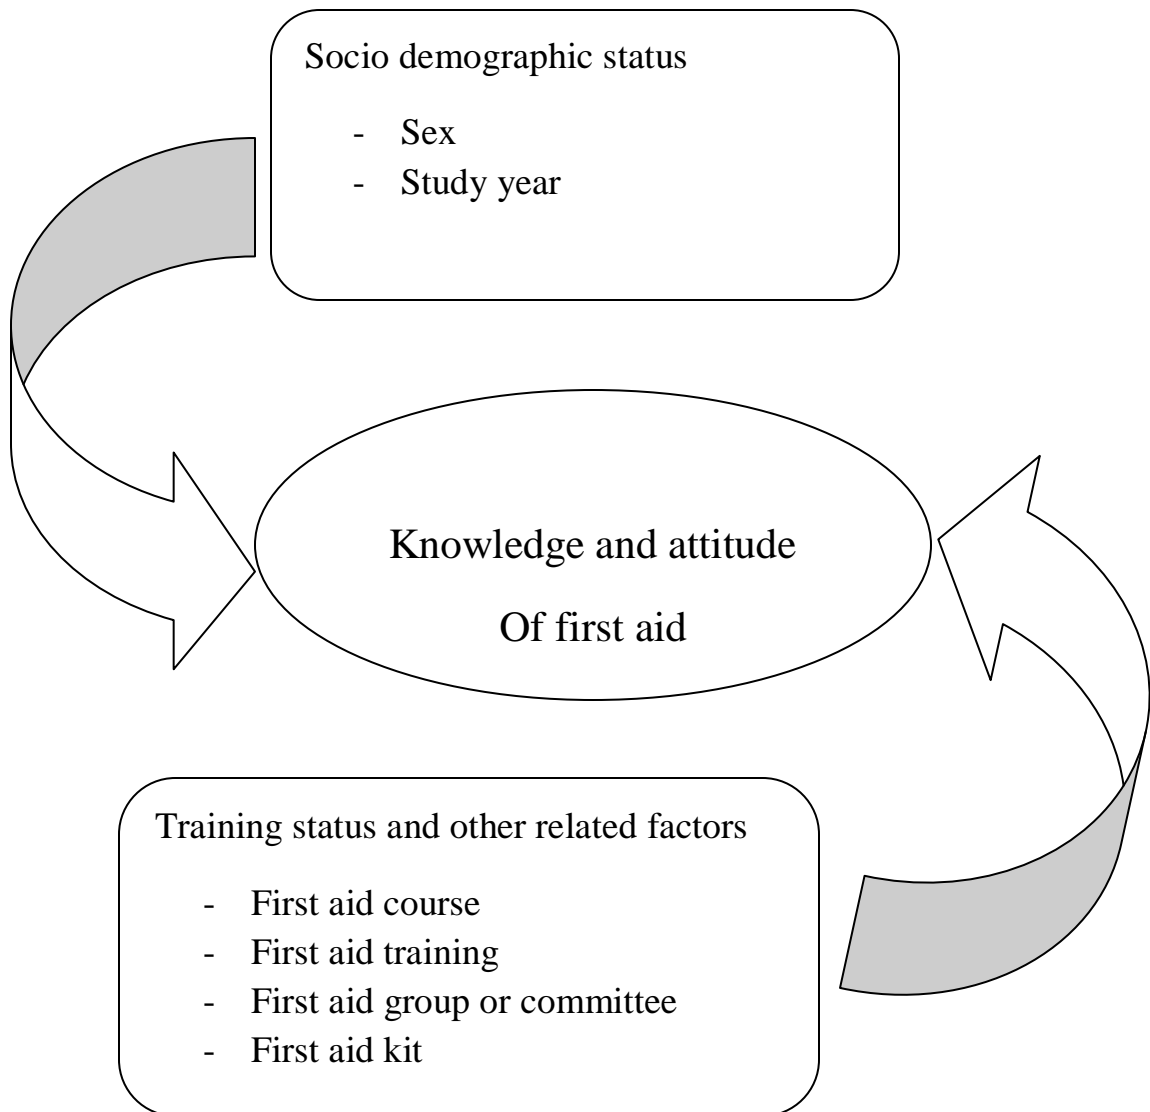 Socio demographic status
- Sex
- Study year
Knowledge and attitude
Of first aid
Training status and other related factors
- First aid course
- First aid training
- First aid group or committee
- First aid kit